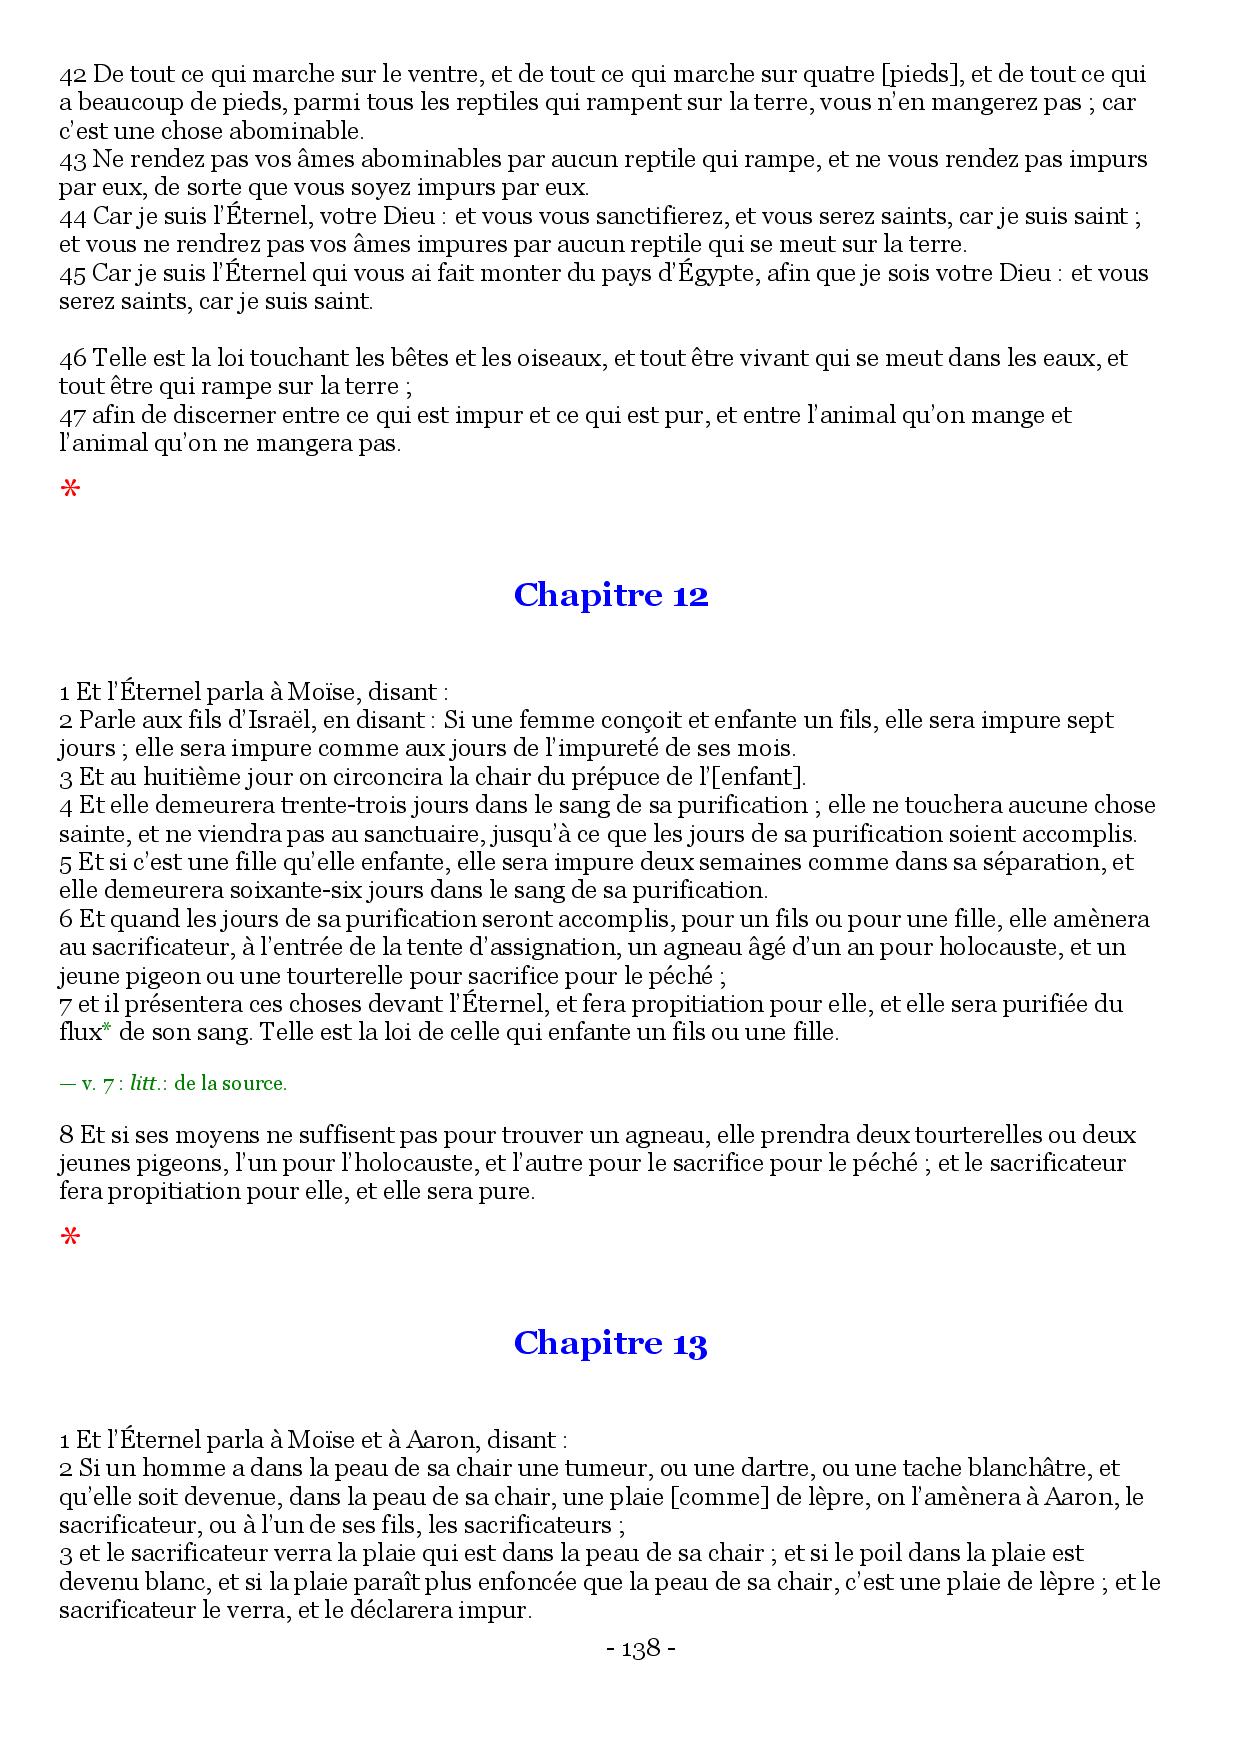 42 De tout ce qui marche sur le ventre, et de tout ce qui marche sur quatre [pieds], et de tout ce qui
a beaucoup de pieds, parmi tous les reptiles qui rampent sur la terre, vous n’en mangerez pas ; car
c’est une chose abominable.
43 Ne rendez pas vos âmes abominables par aucun reptile qui rampe, et ne vous rendez pas impurs
par eux, de sorte que vous soyez impurs par eux.
44 Car je suis l’Éternel, votre Dieu : et vous vous sanctifierez, et vous serez saints, car je suis saint ;
et vous ne rendrez pas vos âmes impures par aucun reptile qui se meut sur la terre.
45 Car je suis l’Éternel qui vous ai fait monter du pays d’Égypte, afin que je sois votre Dieu : et vous
serez saints, car je suis saint.
46 Telle est la loi touchant les bêtes et les oiseaux, et tout être vivant qui se meut dans les eaux, et
tout être qui rampe sur la terre ;
47 afin de discerner entre ce qui est impur et ce qui est pur, et entre l’animal qu’on mange et
l’animal qu’on ne mangera pas.
*
Chapitre 12
1 Et l’Éternel parla à Moïse, disant :
2 Parle aux fils d’Israël, en disant : Si une femme conçoit et enfante un fils, elle sera impure sept
jours ; elle sera impure comme aux jours de l’impureté de ses mois.
3 Et au huitième jour on circoncira la chair du prépuce de l’[enfant].
4 Et elle demeurera trente-trois jours dans le sang de sa purification ; elle ne touchera aucune chose
sainte, et ne viendra pas au sanctuaire, jusqu’à ce que les jours de sa purification soient accomplis.
5 Et si c’est une fille qu’elle enfante, elle sera impure deux semaines comme dans sa séparation, et
elle demeurera soixante-six jours dans le sang de sa purification.
6 Et quand les jours de sa purification seront accomplis, pour un fils ou pour une fille, elle amènera
au sacrificateur, à l’entrée de la tente d’assignation, un agneau âgé d’un an pour holocauste, et un
jeune pigeon ou une tourterelle pour sacrifice pour le péché ;
7 et il présentera ces choses devant l’Éternel, et fera propitiation pour elle, et elle sera purifiée du
flux* de son sang. Telle est la loi de celle qui enfante un fils ou une fille.
— v. 7 : litt.: de la source.
8 Et si ses moyens ne suffisent pas pour trouver un agneau, elle prendra deux tourterelles ou deux
jeunes pigeons, l’un pour l’holocauste, et l’autre pour le sacrifice pour le péché ; et le sacrificateur
fera propitiation pour elle, et elle sera pure.
*
Chapitre 13
1 Et l’Éternel parla à Moïse et à Aaron, disant :
2 Si un homme a dans la peau de sa chair une tumeur, ou une dartre, ou une tache blanchâtre, et
qu’elle soit devenue, dans la peau de sa chair, une plaie [comme] de lèpre, on l’amènera à Aaron, le
sacrificateur, ou à l’un de ses fils, les sacrificateurs ;
3 et le sacrificateur verra la plaie qui est dans la peau de sa chair ; et si le poil dans la plaie est
devenu blanc, et si la plaie paraît plus enfoncée que la peau de sa chair, c’est une plaie de lèpre ; et le
sacrificateur le verra, et le déclarera impur.
- 138 -